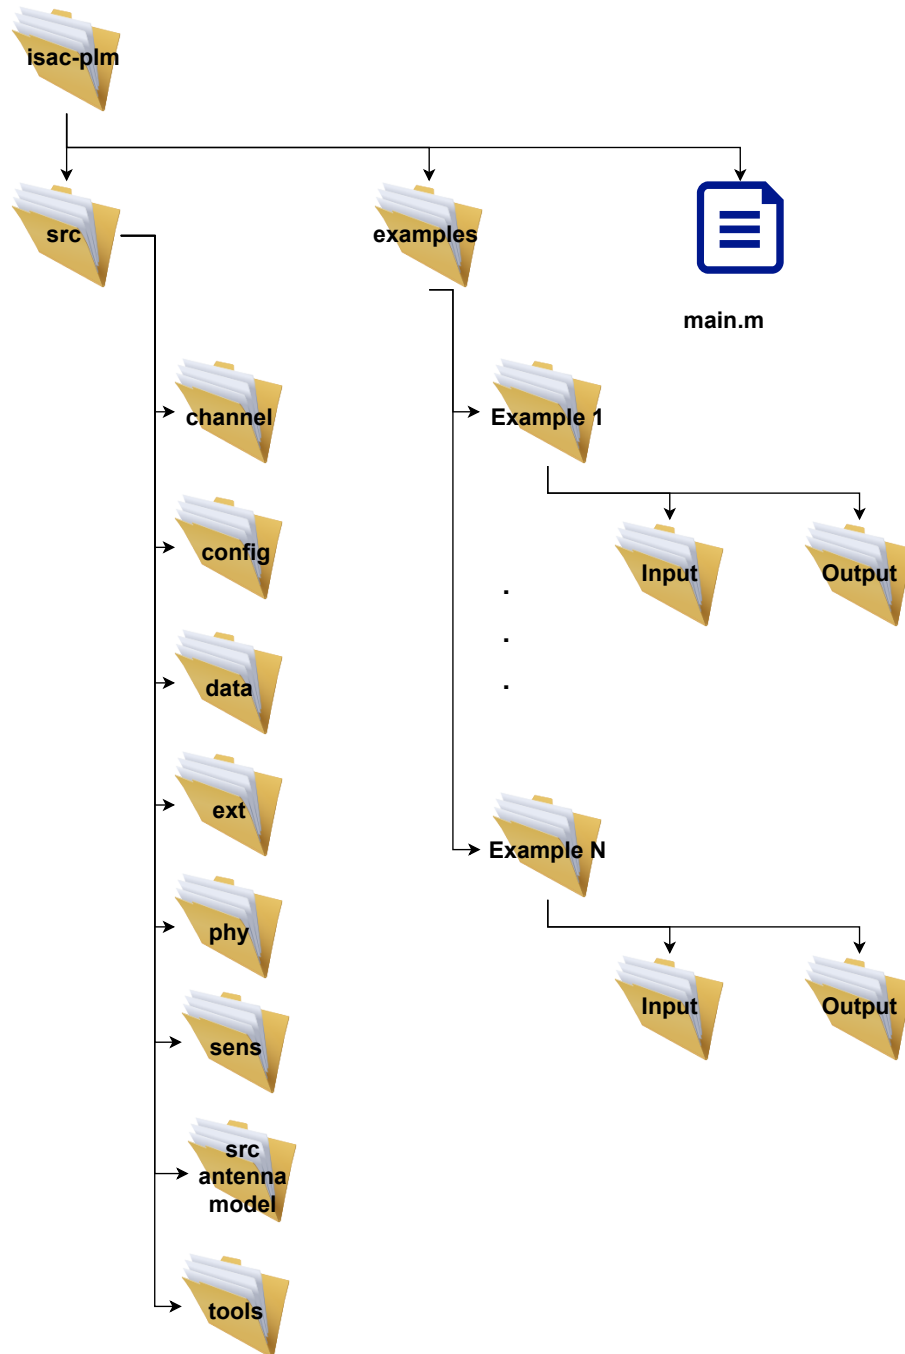 isac-plm
src
examples
main.m
channel
Example 1
config
Input
Output
.
.
data
.
ext
Example N
phy
Input
Output
sens
src
antenna
model
tools